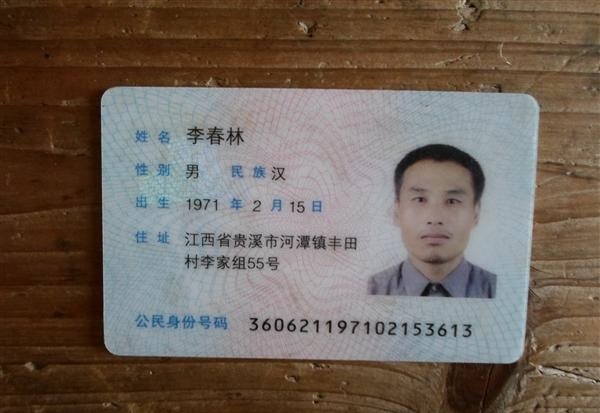 姓名 李春林
性别 男 民族 汉
出生 1971 年 2 月 15 日
住址 江西省贵溪市河潭镇丰田
村李家组55号
公民身份号码 360621197102153613